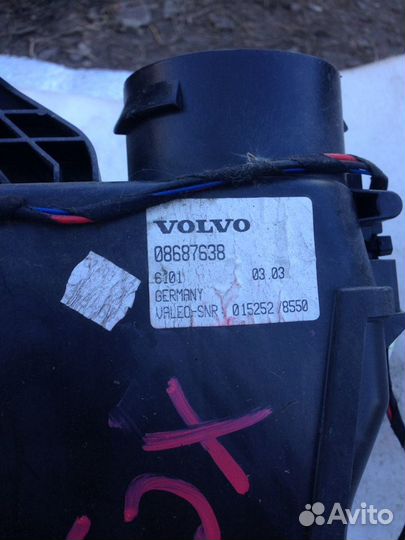 VOLVO
08687638
6101 03.03
GERMANY
VALEO-SNR. 015252/8550
Avito